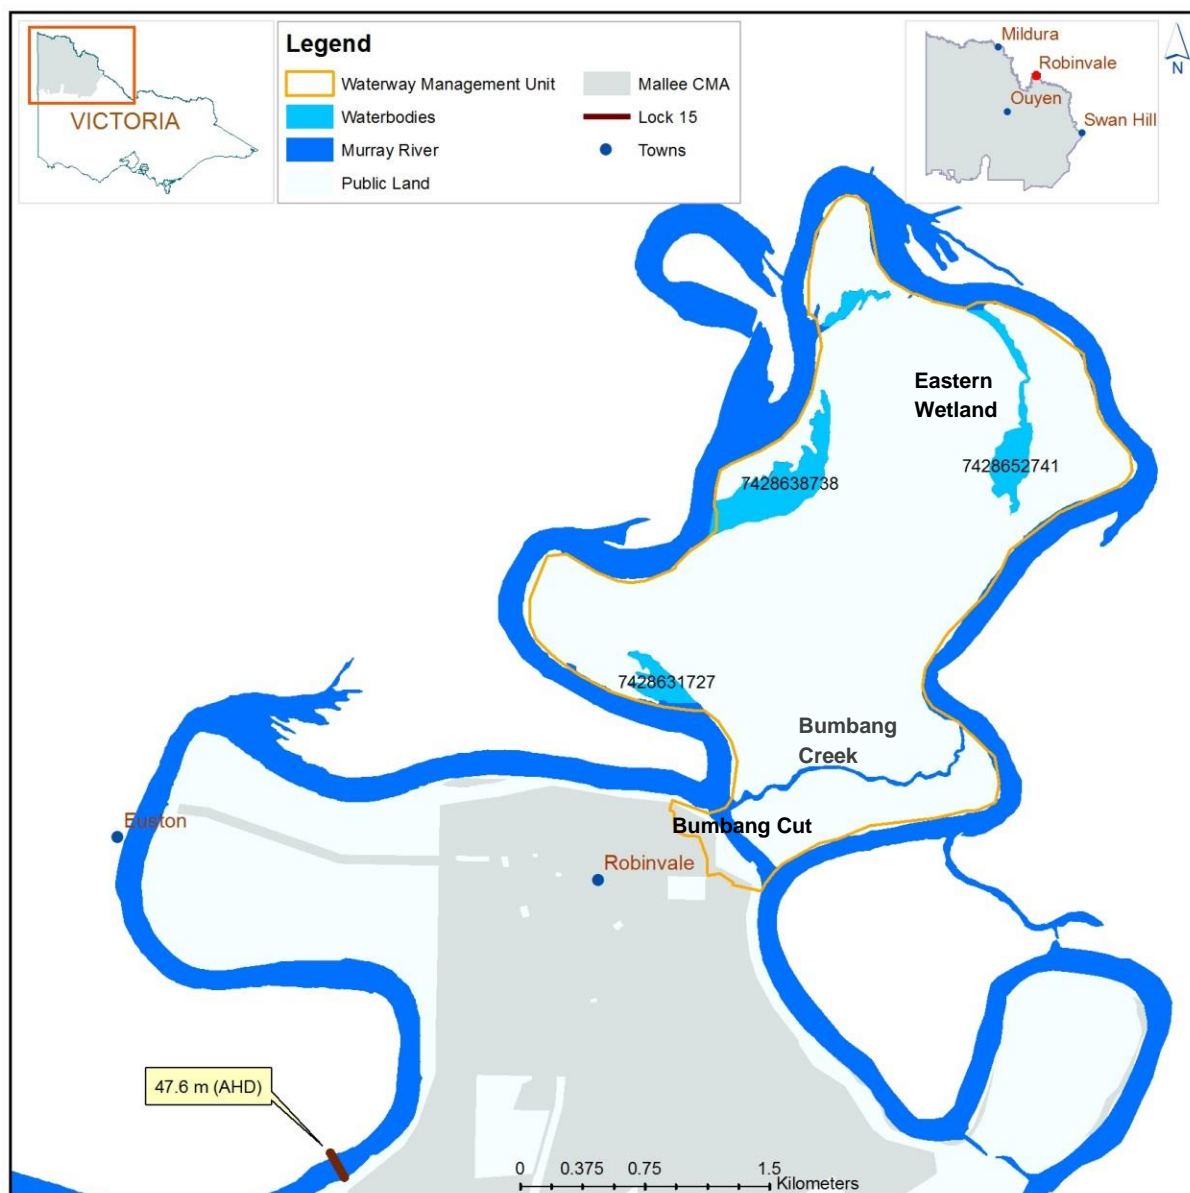 VICTORIA
Legend
Waterway Management Unit
Waterbodies
Murray River
Public Land
Mallee CMA
Lock 15
Towns
Mildura
Robinvale
Ouyen
Swan Hill
N
Eastern
Wetland
7428652741
7428638738
7428631727
Bumbang
Creek
Euston
Bumbang Cut
Robinvale
47.6 m (AHD)
0 0.375 0.75 1.5
Kilometers